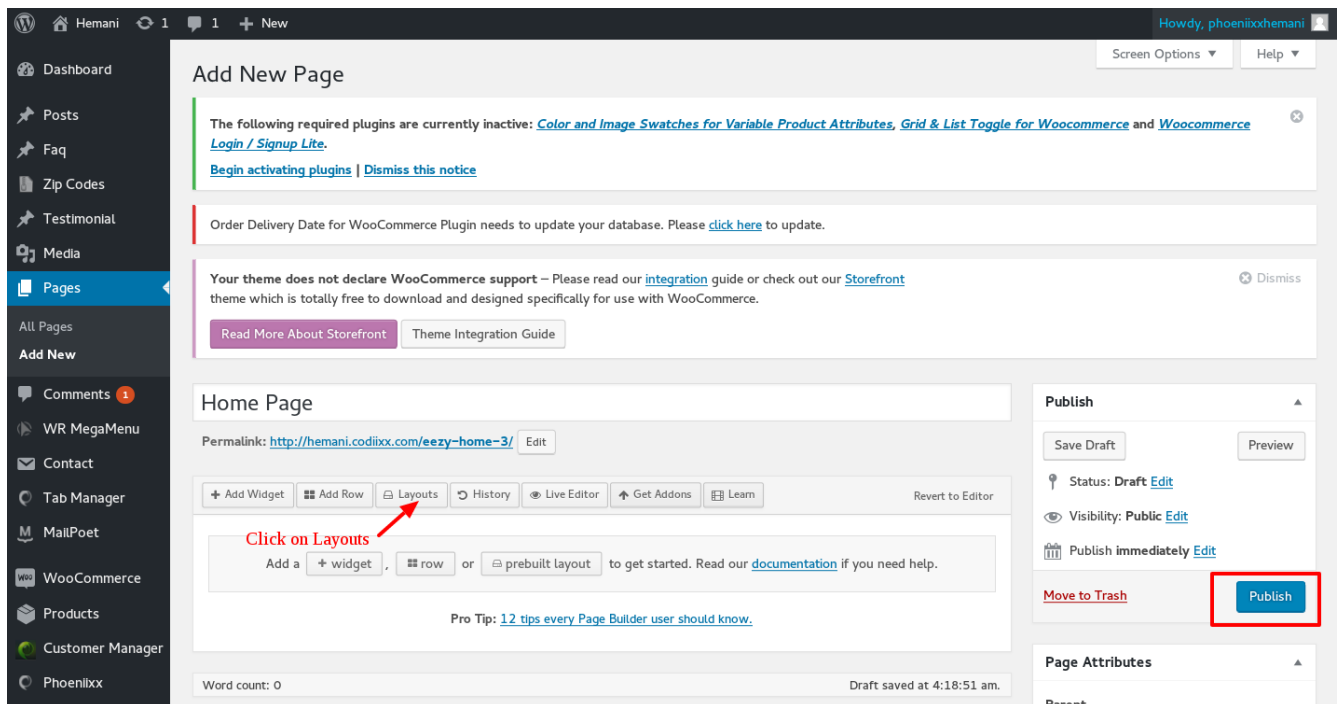 Hemani 1 1 + New Howdy, phoeniixxhemani
Screen Options ▼ Help ▼
Dashboard
Posts
Faq
Zip Codes
Testimonial
Media
Pages
All Pages
Add New
Comments 1
WR MegaMenu
Contact
Tab Manager
MailPoet
WooCommerce
Products
Customer Manager
Phoeniixx
Add New Page
The following required plugins are currently inactive: Color and Image Swatches for Variable Product Attributes, Grid & List Toggle for Woocommerce and Woocommerce
Login / Signup Lite.
Begin activating plugins | Dismiss this notice
Order Delivery Date for WooCommerce Plugin needs to update your database. Please click here to update.
Your theme does not declare WooCommerce support – Please read our integration guide or check out our Storefront
theme which is totally free to download and designed specifically for use with WooCommerce.
Dismiss
Read More About Storefront Theme Integration Guide
Home Page
Permalink: http://hemani.codiixx.com/eezy-home-3/ Edit
+ Add Widget Add Row Layouts History Live Editor Get Addons Learn Revert to Editor
Click on Layouts
Add a + widget , row or prebuilt layout to get started. Read our documentation if you need help.
Pro Tip: 12 tips every Page Builder user should know.
Word count: 0 Draft saved at 4:18:51 am.
Publish
Save Draft Preview
Status: Draft Edit
Visibility: Public Edit
Publish immediately Edit
Move to Trash Publish
Page Attributes
Parent